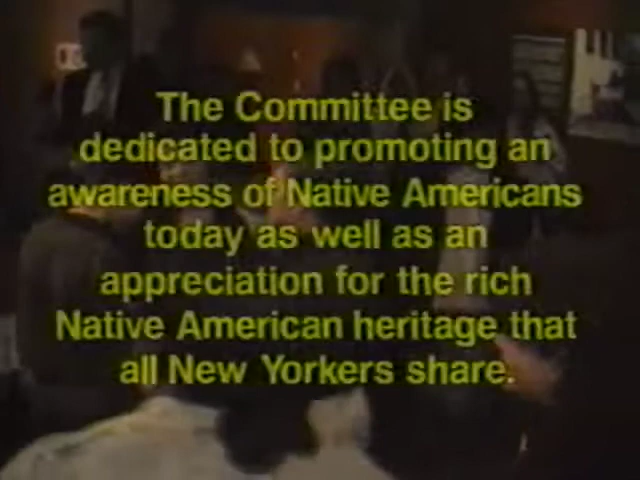 The Committee is
dedicated to promoting an
awareness of Native Americans
today as well as an
appreciation for the rich
Native American heritage that
all New Yorkers share.